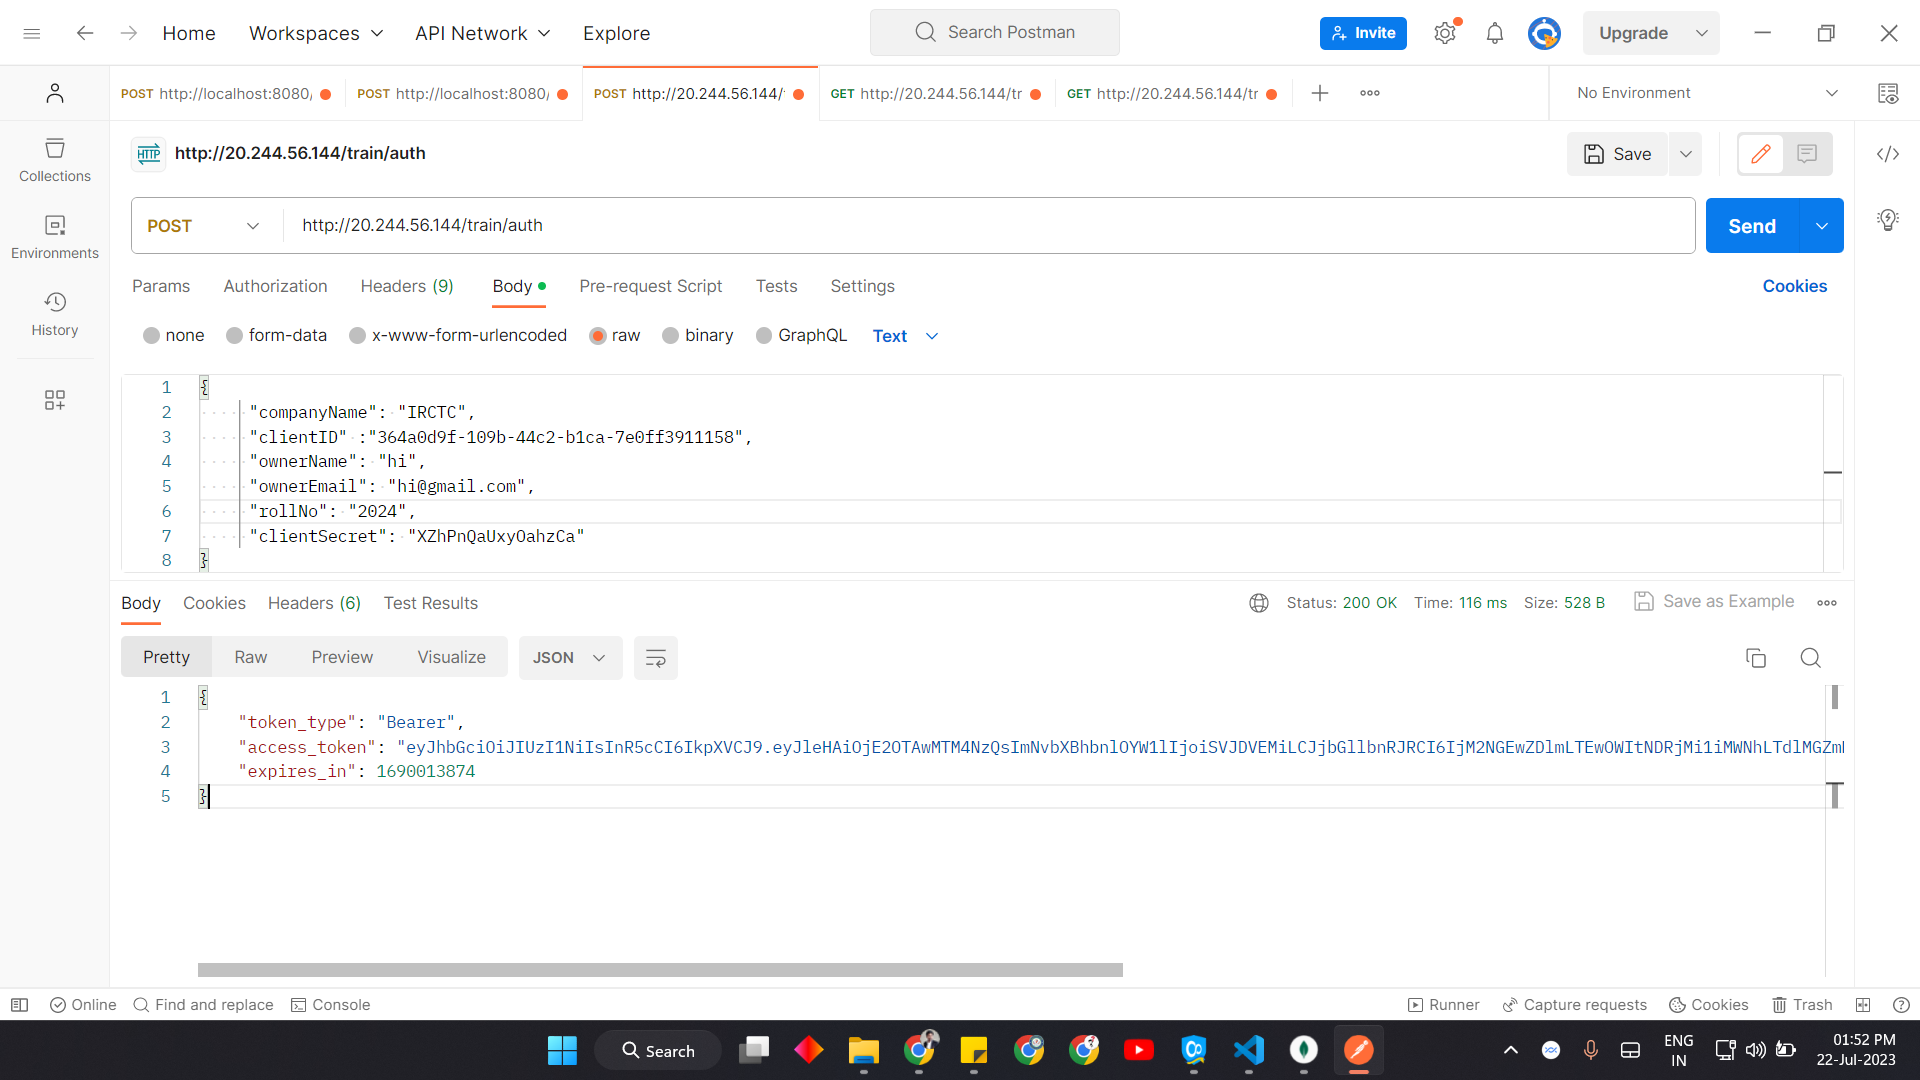 Home Workspaces API Network Explore Search Postman Invite Upgrade
POST http://localhost:8080/ POST http://localhost:8080/ POST http://20.244.56.144/ GET http://20.244.56.144/tr GET http://20.244.56.144/tr No Environment
HTTP http://20.244.56.144/train/auth Save
Collections
POST http://20.244.56.144/train/auth Send
Environments
Params Authorization Headers (9) Body Pre-request Script Tests Settings Cookies
History
none form-data x-www-form-urlencoded raw binary GraphQL Text
1 {
2 "companyName": "IRCTC",
3 "clientID" :"364a0d9f-109b-44c2-b1ca-7e0ff3911158",
4 "ownerName": "hi",
5 "ownerEmail": "hi@gmail.com",
6 "rollNo": "2024",
7 "clientSecret": "XZhPnQaUxyOahzCa"
8 }
Body Cookies Headers (6) Test Results Status: 200 OK Time: 116 ms Size: 528 B Save as Example
Pretty Raw Preview Visualize JSON
1 {
2 "token_type": "Bearer",
3 "access_token": "eyJhbGciOiJIUzI1NiIsInR5cCI6IkpXVCJ9.eyJleHAiOjE2OTAwMTM4NzQsImNvbXBhbnlOYW1lIjoiSVJDVEMiLCJjbGllbnRJRCI6IjM2NGEwZDlmLTEwOWItNDRjMi1iMWNhLTdlMGZm
4 "expires_in": 1690013874
5 }
Online Find and replace Console Runner Capture requests Cookies Trash
Search ENG IN 01:52 PM
22-Jul-2023